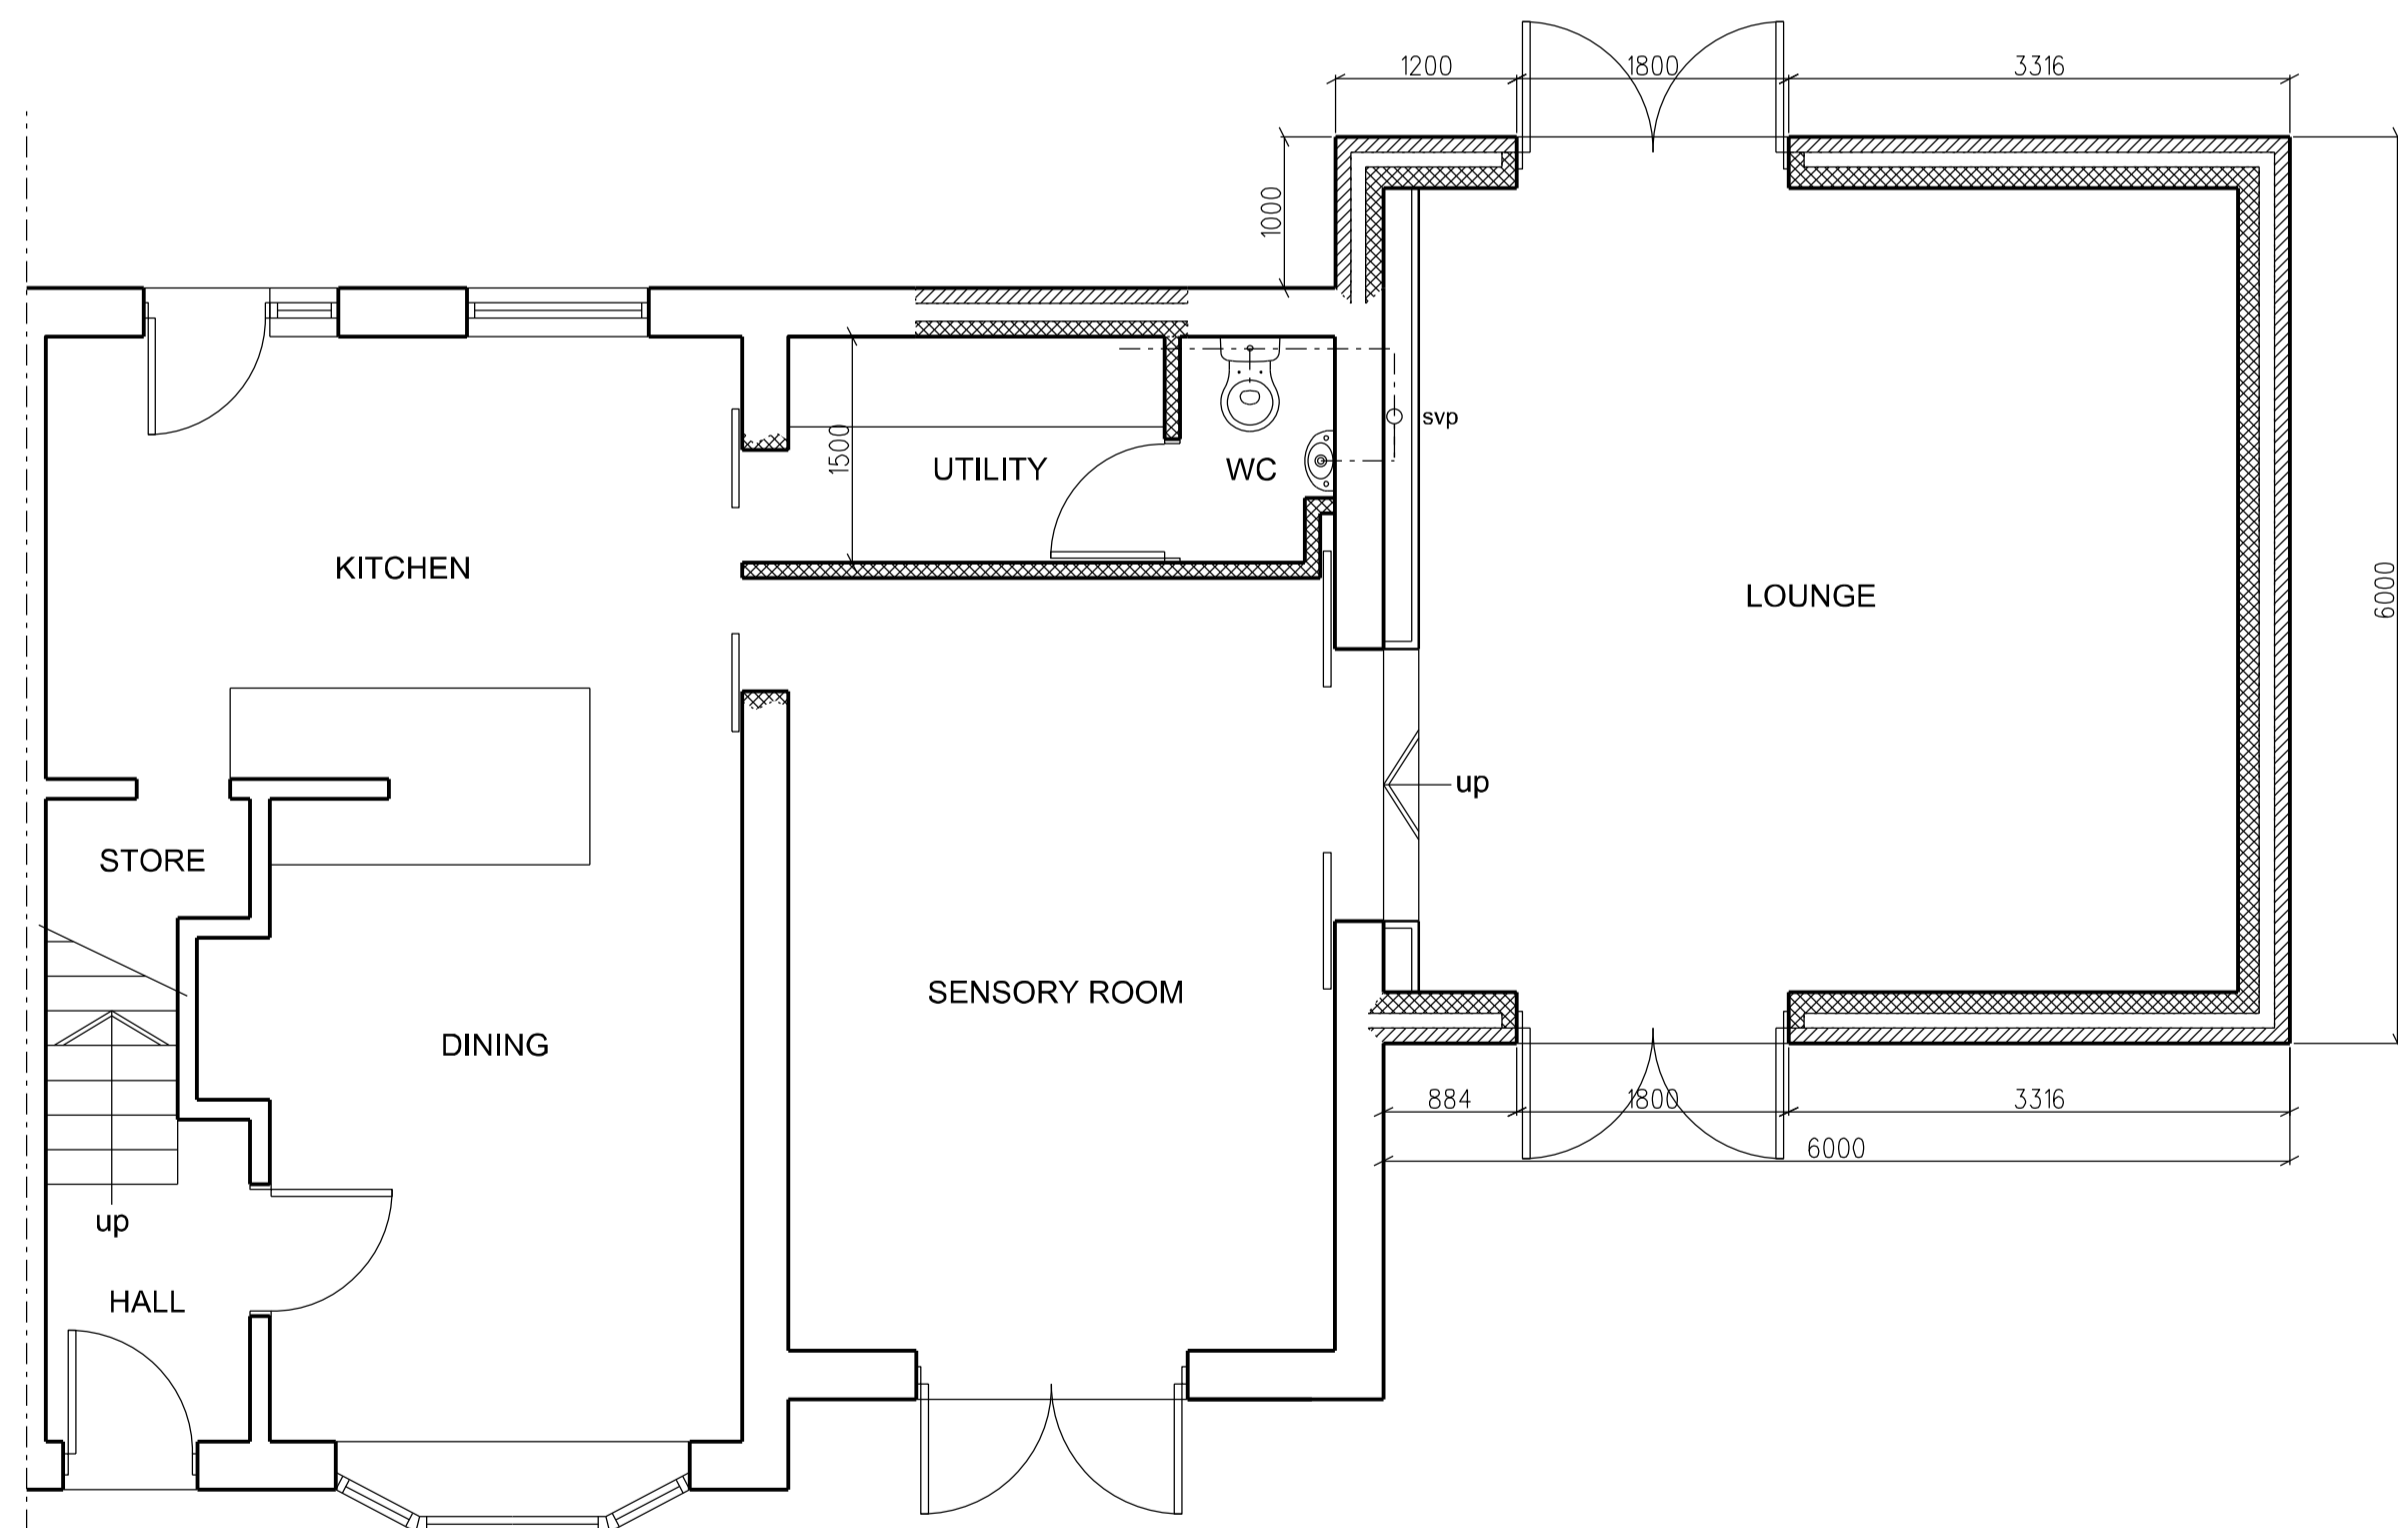 1200
1800
3316
1000
1500
UTILITY
WC
svp
KITCHEN
LOUNGE
6000
up
STORE
SENSORY ROOM
DINING
884
1800
3316
6000
up
HALL